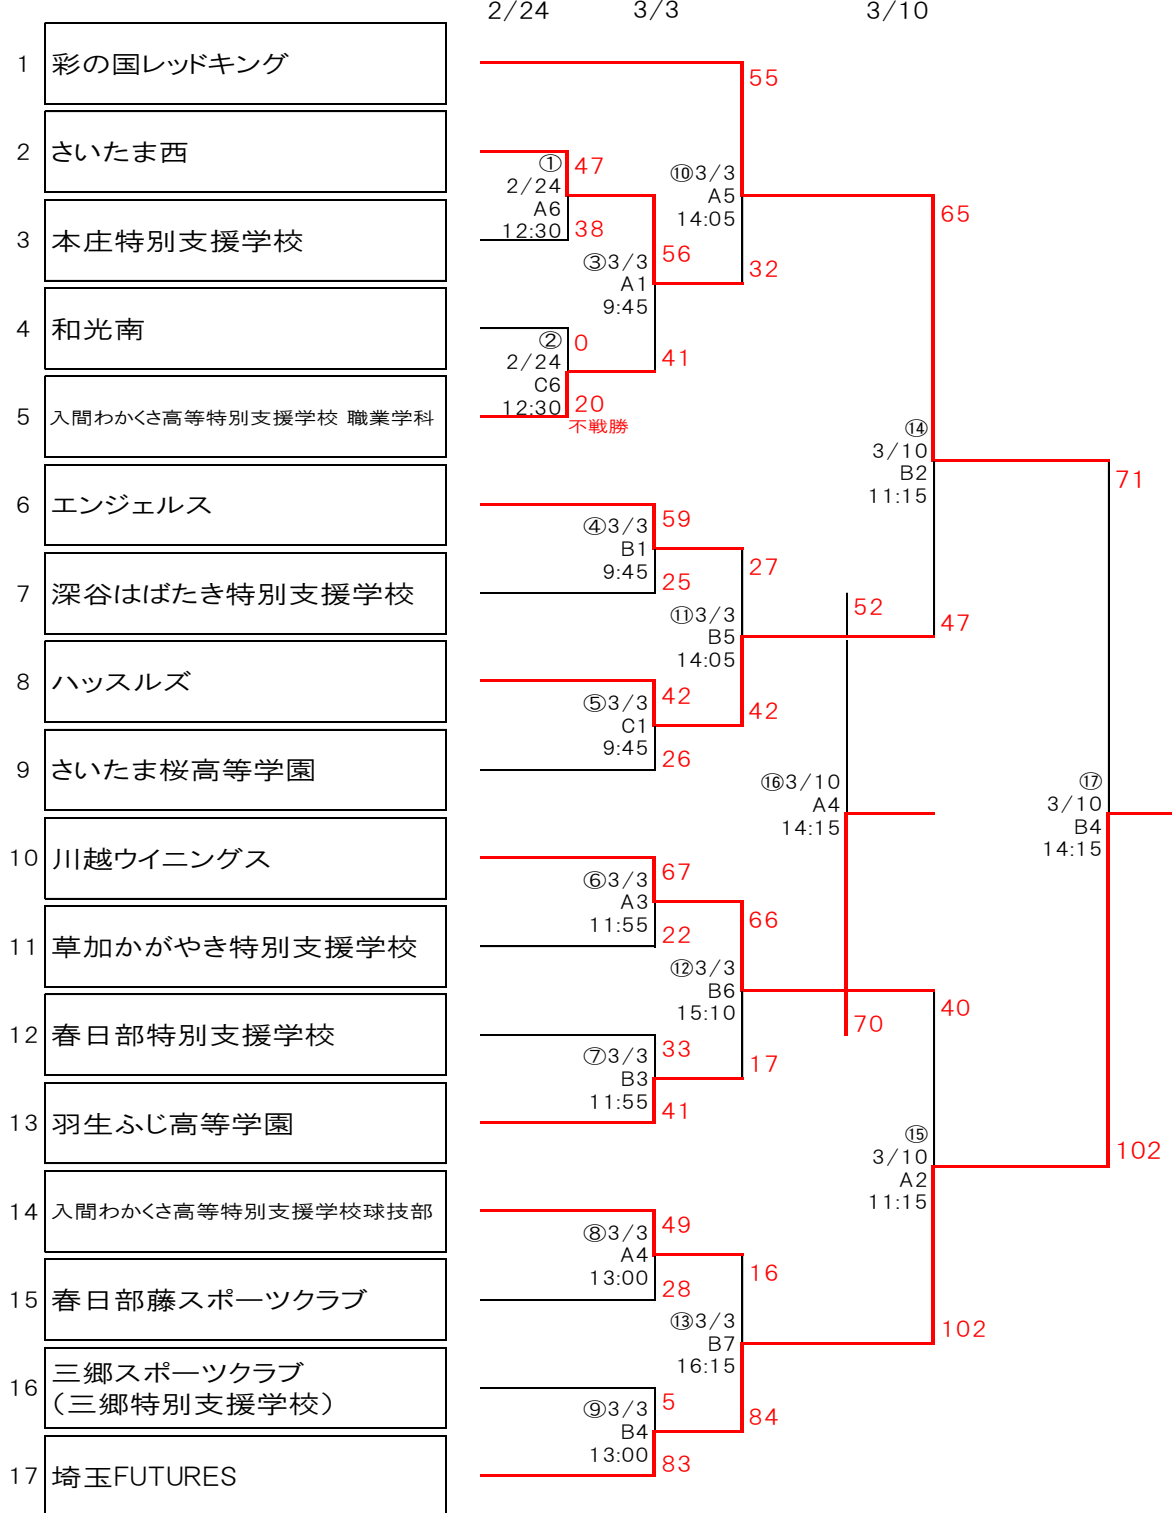 2/24 3/3 3/10
1 彩の国レッドキング
55
2 さいたま西
① 47
2/24
A6
12:30 38
⑩3/3
A5
14:05
65
3 本庄特別支援学校
③3/3 56
A1
9:45
32
4 和光南
② 0
2/24
C6
12:30 20
不戦勝
41
5 入間わかくさ高等特別支援学校 職業学科
⑭
3/10
B2
11:15
71
6 エンジェルス
④3/3 59
B1
9:45 25
27
7 深谷はばたき特別支援学校
⑪3/3
B5
14:05
52
47
8 ハッスルズ
⑤3/3 42
C1
9:45 26
42
9 さいたま桜高等学園
⑯3/10
A4
14:15
⑰
3/10
B4
14:15
10 川越ウイニングス
⑥3/3 67
A3
11:55 22
66
11 草加かがやき特別支援学校
⑫3/3
B6
15:10
70
40
12 春日部特別支援学校
⑦3/3 33
B3
11:55 41
17
13 羽生ふじ高等学園
⑮
3/10
A2
11:15
102
14 入間わかくさ高等特別支援学校球技部
⑧3/3 49
A4
13:00 28
16
15 春日部藤スポーツクラブ
⑬3/3
B7
16:15
102
16 三郷スポーツクラブ
（三郷特別支援学校）
⑨3/3 5
B4
13:00 83
84
17 埼玉FUTURES